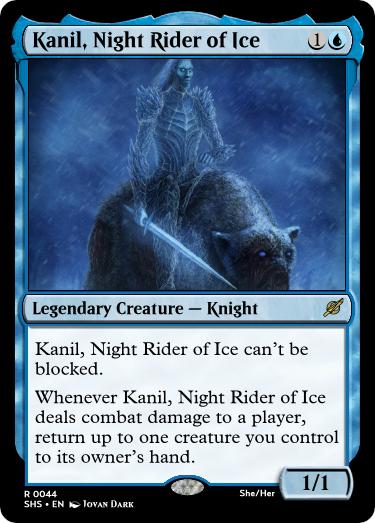 Kanil, Night Rider of Ice 1
Legendary Creature — Knight
Kanil, Night Rider of Ice can't be
blocked.
Whenever Kanil, Night Rider of Ice
deals combat damage to a player,
return up to one creature you control
to its owner's hand.
1/1
R 0044
She/Her
SHS • EN Jovan Dark